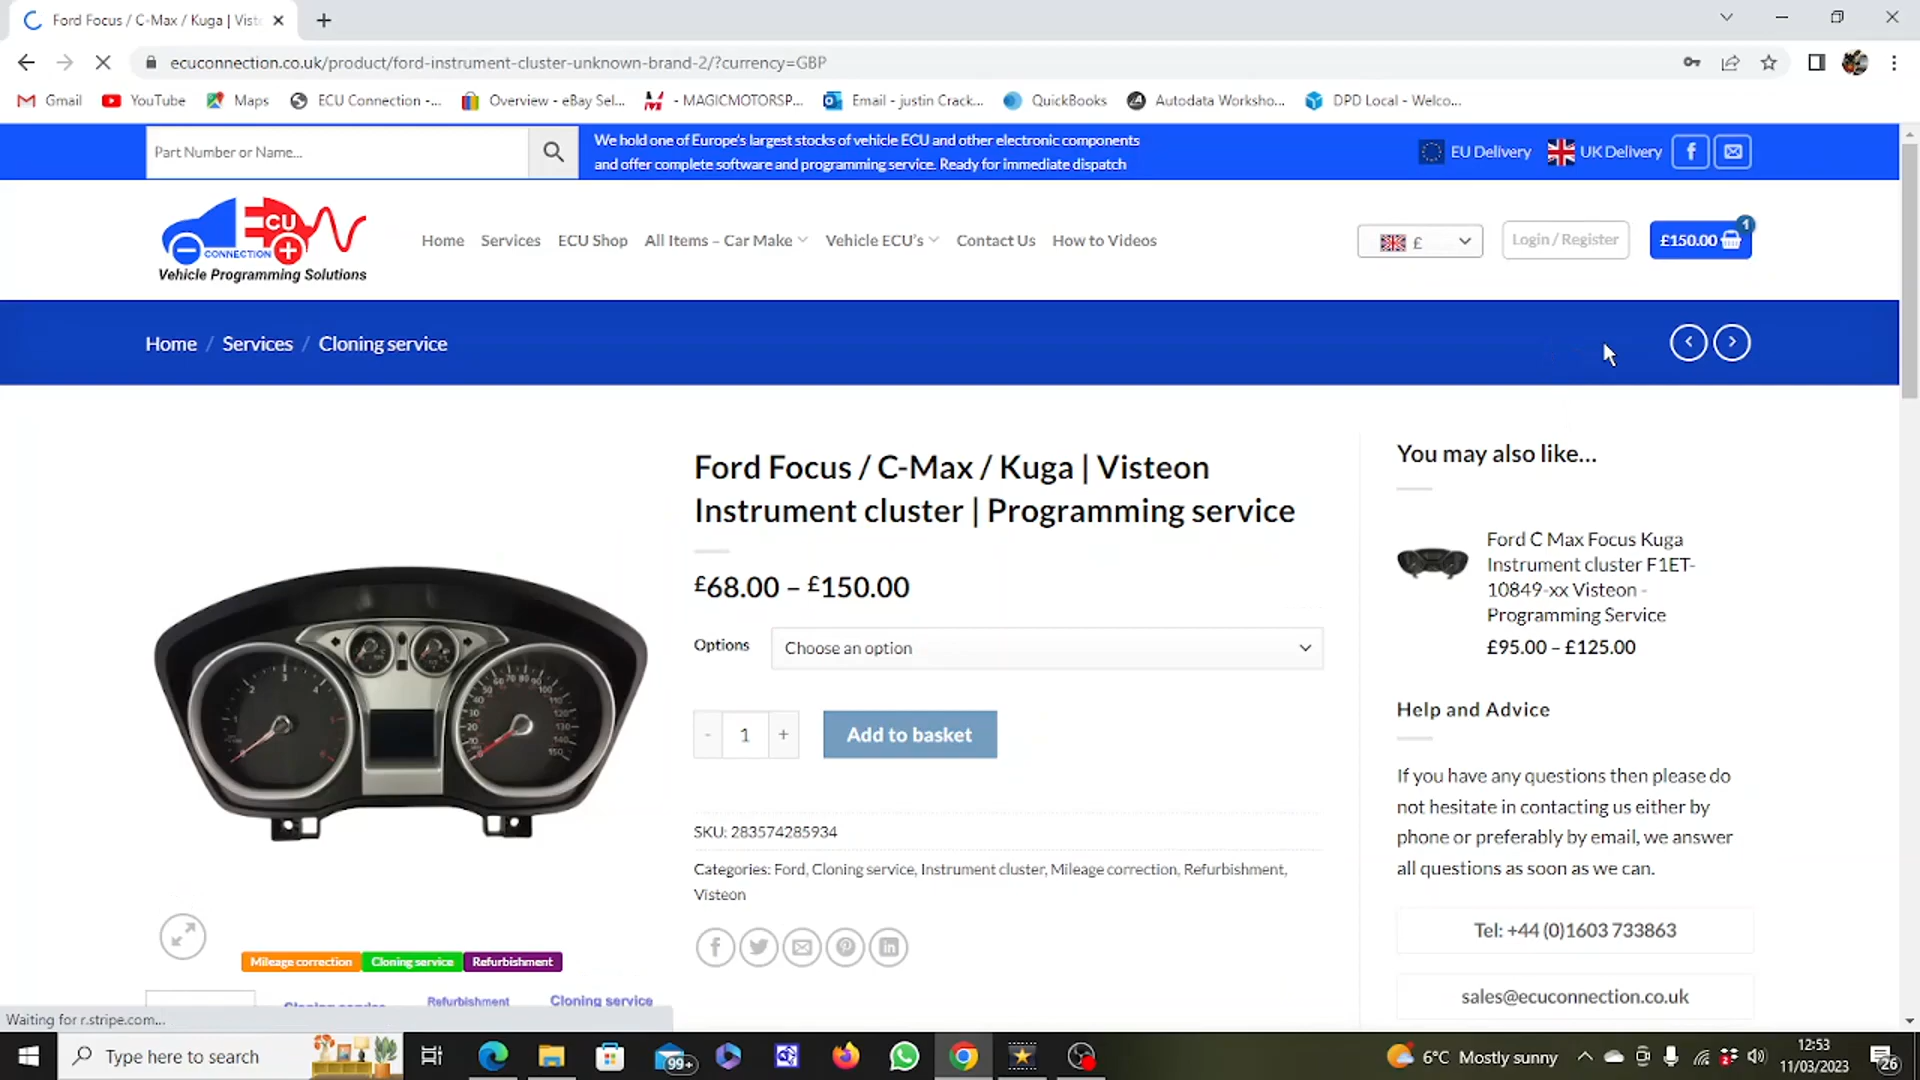 Ford Focus / C-Max / Kuga | Vist
ecuconnection.co.uk/product/ford-instrument-cluster-unknown-brand-2/?currency=GBP
Gmail YouTube Maps ECU Connection -... Overview - eBay Sel... - MAGICMOTORSP... Email - justin Crack... QuickBooks Autodata Worksho... DPD Local - Welco...
Part Number or Name...
We hold one of Europe's largest stocks of vehicle ECU and other electronic components
and offer complete software and programming service. Ready for immediate dispatch
EU Delivery UK Delivery
ECU
CONNECTION
Vehicle Programming Solutions
Home Services ECU Shop All Items – Car Make Vehicle ECU's Contact Us How to Videos
£ Login / Register £150.00 1
Home / Services / Cloning service
Ford Focus / C-Max / Kuga | Visteon
Instrument cluster | Programming service
£68.00 – £150.00
Options Choose an option
- 1 + Add to basket
SKU: 283574285934
Categories: Ford, Cloning service, Instrument cluster, Mileage correction, Refurbishment,
Visteon
Mileage correction Cloning service Refurbishment
Cloning service Refurbishment Cloning service
You may also like...
Ford C Max Focus Kuga
Instrument cluster F1ET-
10849-xx Visteon -
Programming Service
£95.00 – £125.00
Help and Advice
If you have any questions then please do
not hesitate in contacting us either by
phone or preferably by email, we answer
all questions as soon as we can.
Tel: +44 (0)1603 733863
sales@ecuconnection.co.uk
Waiting for r.stripe.com...
Type here to search
99+
6°C Mostly sunny
12:53
11/03/2023
26